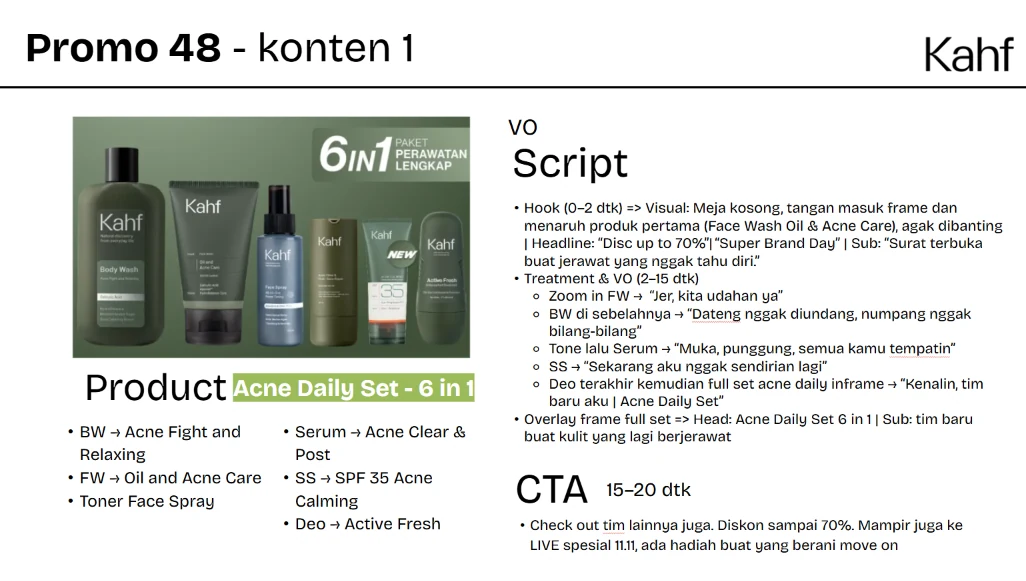 Promo 48 - konten 1
Kahf
6IN1 PAKET
PERAWATAN
LENGKAP
Kahf
Body Wash
Kahf
Oil and
Acne Care
Kahf
Kahf
Kahf
NEW
35
Kahf
Active Fresh
Product Acne Daily Set - 6 in 1
• BW → Acne Fight and
Relaxing
• FW → Oil and Acne Care
• Toner Face Spray
• Serum → Acne Clear &
Post
• SS → SPF 35 Acne
Calming
• Deo → Active Fresh
VO
Script
• Hook (0–2 dtk) => Visual: Meja kosong, tangan masuk frame dan
menaruh produk pertama (Face Wash Oil & Acne Care), agak dibanting
| Headline: “Disc up to 70%”| “Super Brand Day” | Sub: “Surat terbuka
buat jerawat yang nggak tahu diri.”
• Treatment & VO (2–15 dtk)
○ Zoom in FW → “Jer, kita udahan ya”
○ BW di sebelahnya → “Dateng nggak diundang, numpang nggak
bilang-bilang”
○ Tone lalu Serum → “Muka, punggung, semua kamu tempatin”
○ SS → “Sekarang aku nggak sendirian lagi”
○ Deo terakhir kemudian full set acne daily inframe → “Kenalin, tim
baru aku | Acne Daily Set”
• Overlay frame full set => Head: Acne Daily Set 6 in 1 | Sub: tim baru
buat kulit yang lagi berjerawat
CTA 15–20 dtk
• Check out tim lainnya juga. Diskon sampai 70%. Mampir juga ke
LIVE spesial 11.11, ada hadiah buat yang berani move on